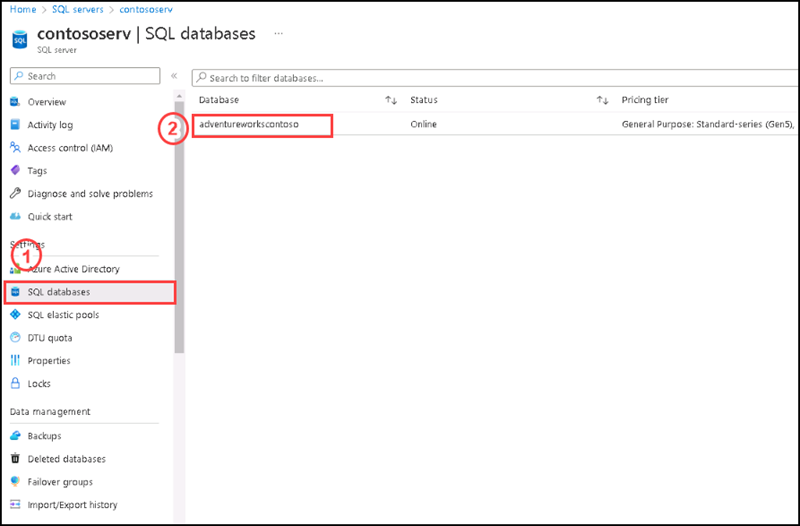 Home > SQL servers > contososerv
contososerv | SQL databases ...
SQL server
Search «
Search to filter databases...
Overview
Activity log
Access control (IAM)
Tags
Diagnose and solve problems
Quick start
Settings
1
Azure Active Directory
SQL databases
SQL elastic pools
DTU quota
Properties
Locks
Data management
Backups
Deleted databases
Failover groups
Import/Export history
Database ↑↓ Status ↑↓ Pricing tier
2 adventureworkscontoso Online General Purpose: Standard-series (Gen5),